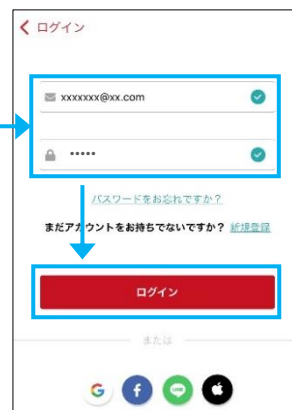 ログイン
xxxxxxx@xx.com
•••••
パスワードをお忘れですか？
まだアカウントをお持ちでないですか？ 新規登録
ログイン
または